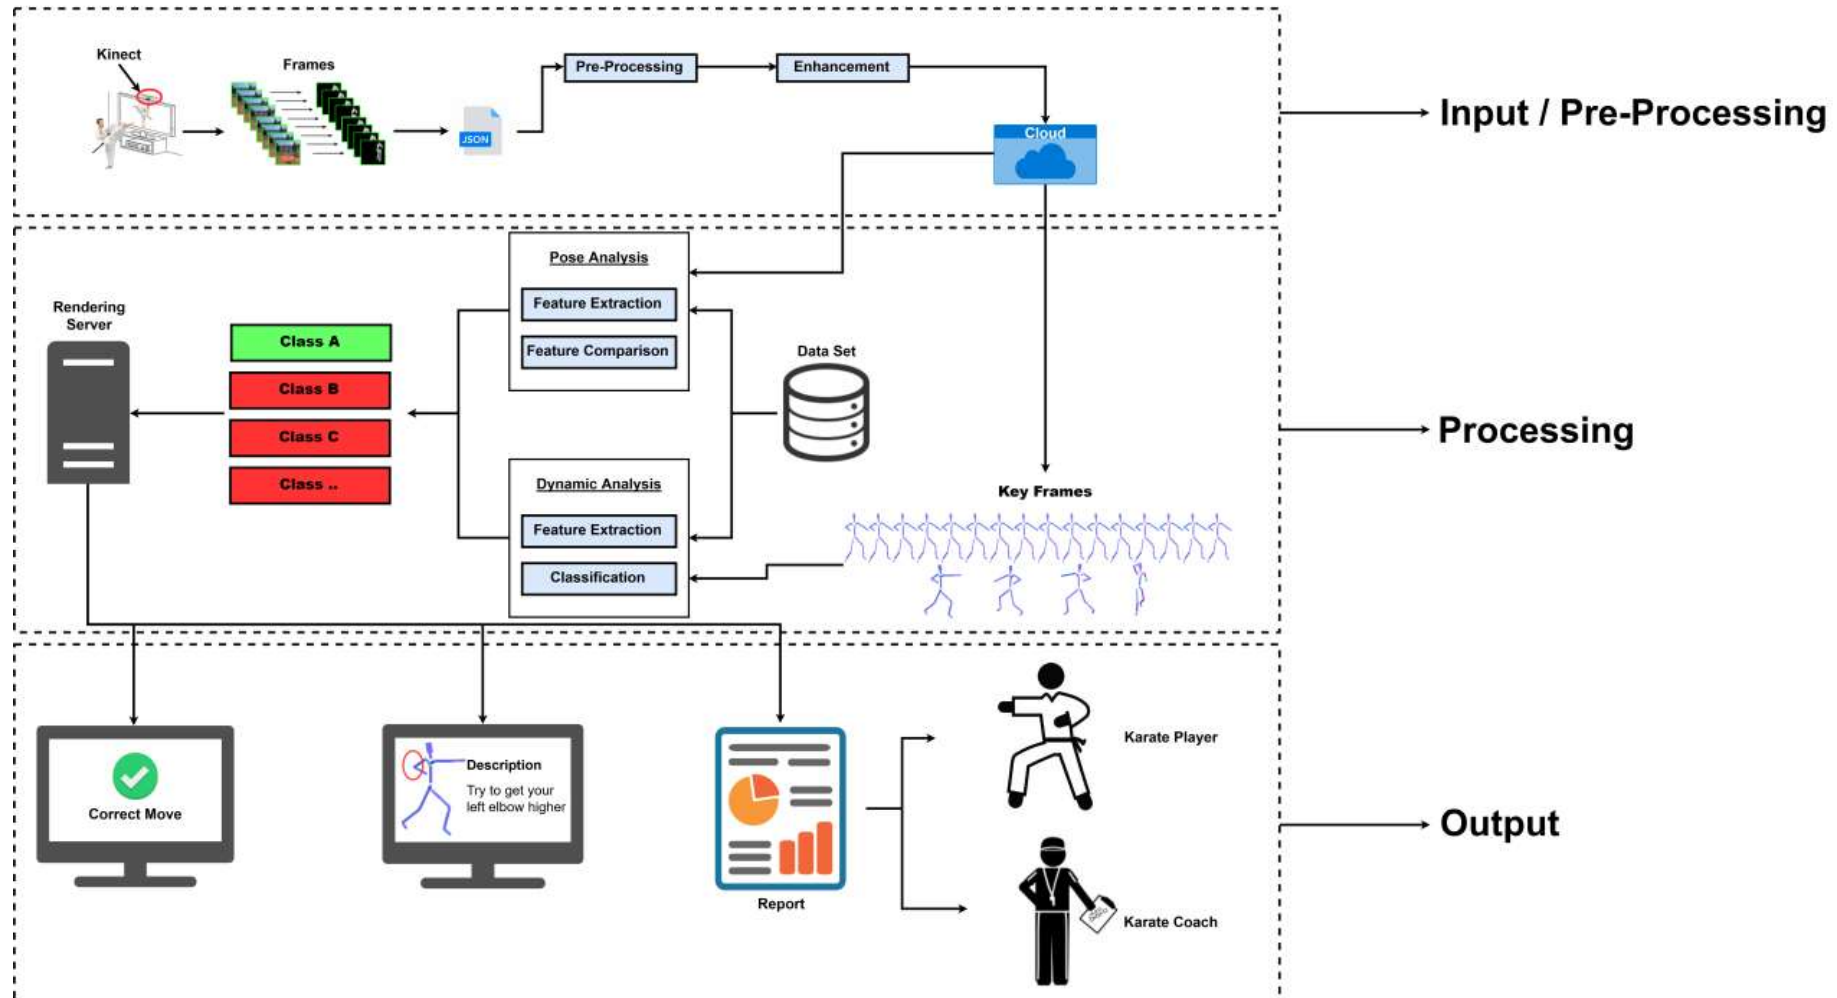 Kinect
Frames
JSON
Pre-Processing
Enhancement
Cloud
Input / Pre-Processing
Pose Analysis
Feature Extraction
Feature Comparison
Rendering
Server
Class A
Class B
Class C
Class ..
Data Set
Dynamic Analysis
Feature Extraction
Classification
Key Frames
Processing
Correct Move
Description
Try to get your
left elbow higher
Report
Karate Player
Karate Coach
Output